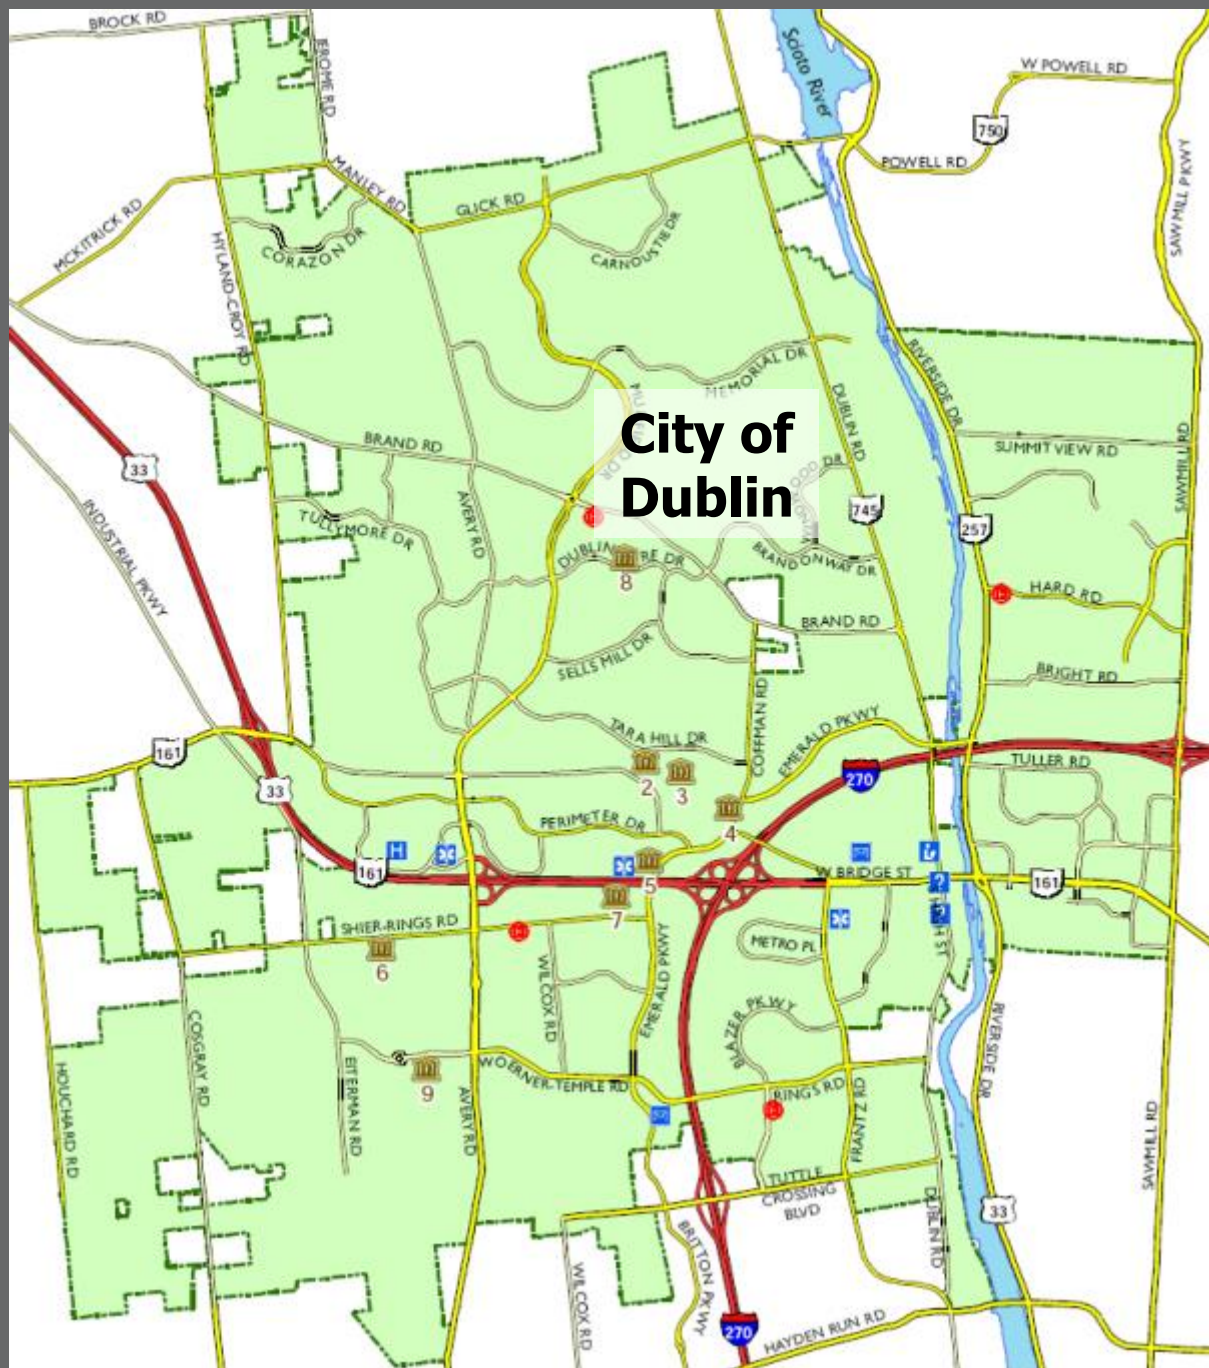 BROCK RD
JEROME RD
Scioto River
W POWELL RD
750
POWELL RD
SAWMILL PKWY
MANLEY RD
GLICK RD
MCKITRICK RD
HYLAND-CROY RD
CORAZON DR
CARNOUSTIE DR
RIVERSIDE DR
MEMORIAL DR
DUBLIN RD
City of
Dublin
BRAND RD
SUMMIT VIEW RD
SAWMILL RD
33
INDUSTRIAL PKWY
AVERY RD
TULLYMORE DR
745
257
DUBLIN
RE DR
BRANDONWAY DR
8
HARD RD
BRAND RD
SELLS MILL DR
BRIGHT RD
COFFMAN RD
EMERALD PKWY
TARA HILL DR
161
TULLER RD
33
2
3
270
PERIMETER DR
4
H
161
5
W BRIDGE ST
?
161
7
?
SHIER-RINGS RD
METRO PL
H ST
6
WILCOX RD
EMERALD PKWY
BLAZER PKWY
RIVERSIDE DR
COSGRAY RD
HOUCHARD RD
EITERMAN RD
9
WOERNER-TEMPLE RD
AVERY RD
RINGS RD
FRANTZ RD
SAWMILL RD
TUTTLE
CROSSING
BLVD
DUBLIN RD
33
BRITTON PKWY
WILCOX RD
270
HAYDEN RUN RD